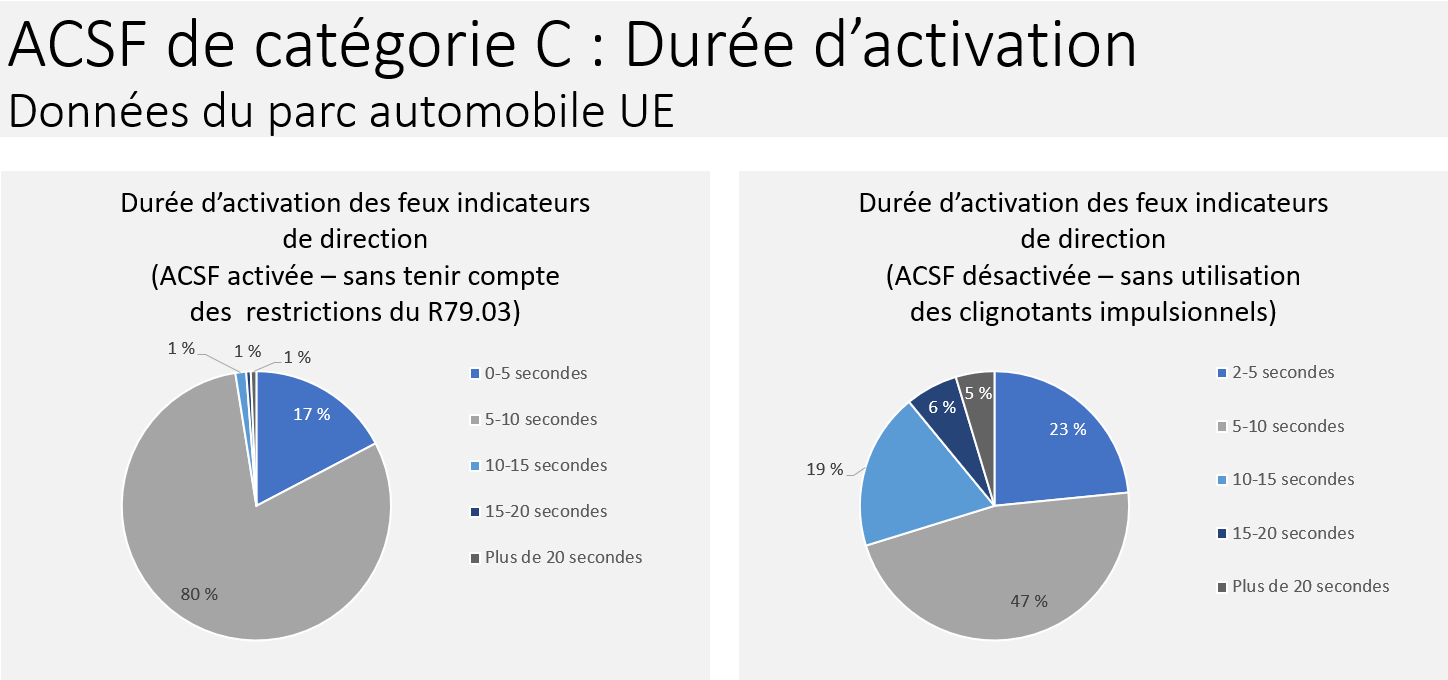 ACSF de catégorie C : Durée d’activation
Données du parc automobile UE
Durée d’activation des feux indicateurs
de direction
(ACSF activée – sans tenir compte
des  restrictions du R79.03)
1 %
1 %
1 %
17 %
80 %
0-5 secondes
5-10 secondes
10-15 secondes
15-20 secondes
Plus de 20 secondes
Durée d’activation des feux indicateurs
de direction
(ACSF désactivée – sans utilisation
des clignotants impulsionnels)
5 %
6 %
23 %
19 %
47 %
2-5 secondes
5-10 secondes
10-15 secondes
15-20 secondes
Plus de 20 secondes